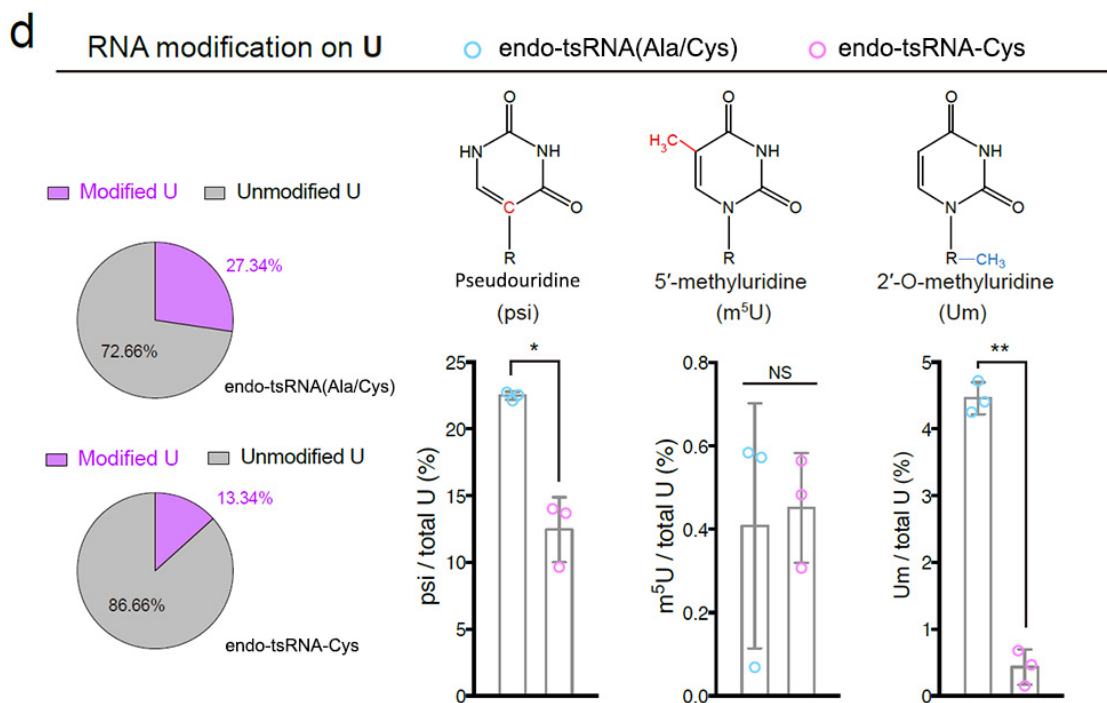 d
RNA modification on U
endo-tsRNA(Ala/Cys)
endo-tsRNA-Cys
Modified U
Unmodified U
27.34%
72.66%
endo-tsRNA(Ala/Cys)
Modified U
Unmodified U
13.34%
86.66%
endo-tsRNA-Cys
O
HN
NH
C
O
R
Pseudouridine
(psi)
O
H₃C
NH
N
O
R
5′-methyluridine
(m⁵U)
O
NH
N
O
R—CH₃
2′-O-methyluridine
(Um)
psi / total U (%)
25
20
15
10
5
0
*
m⁵U / total U (%)
0.8
0.6
0.4
0.2
0.0
NS
Um / total U (%)
5
4
3
2
1
0
**